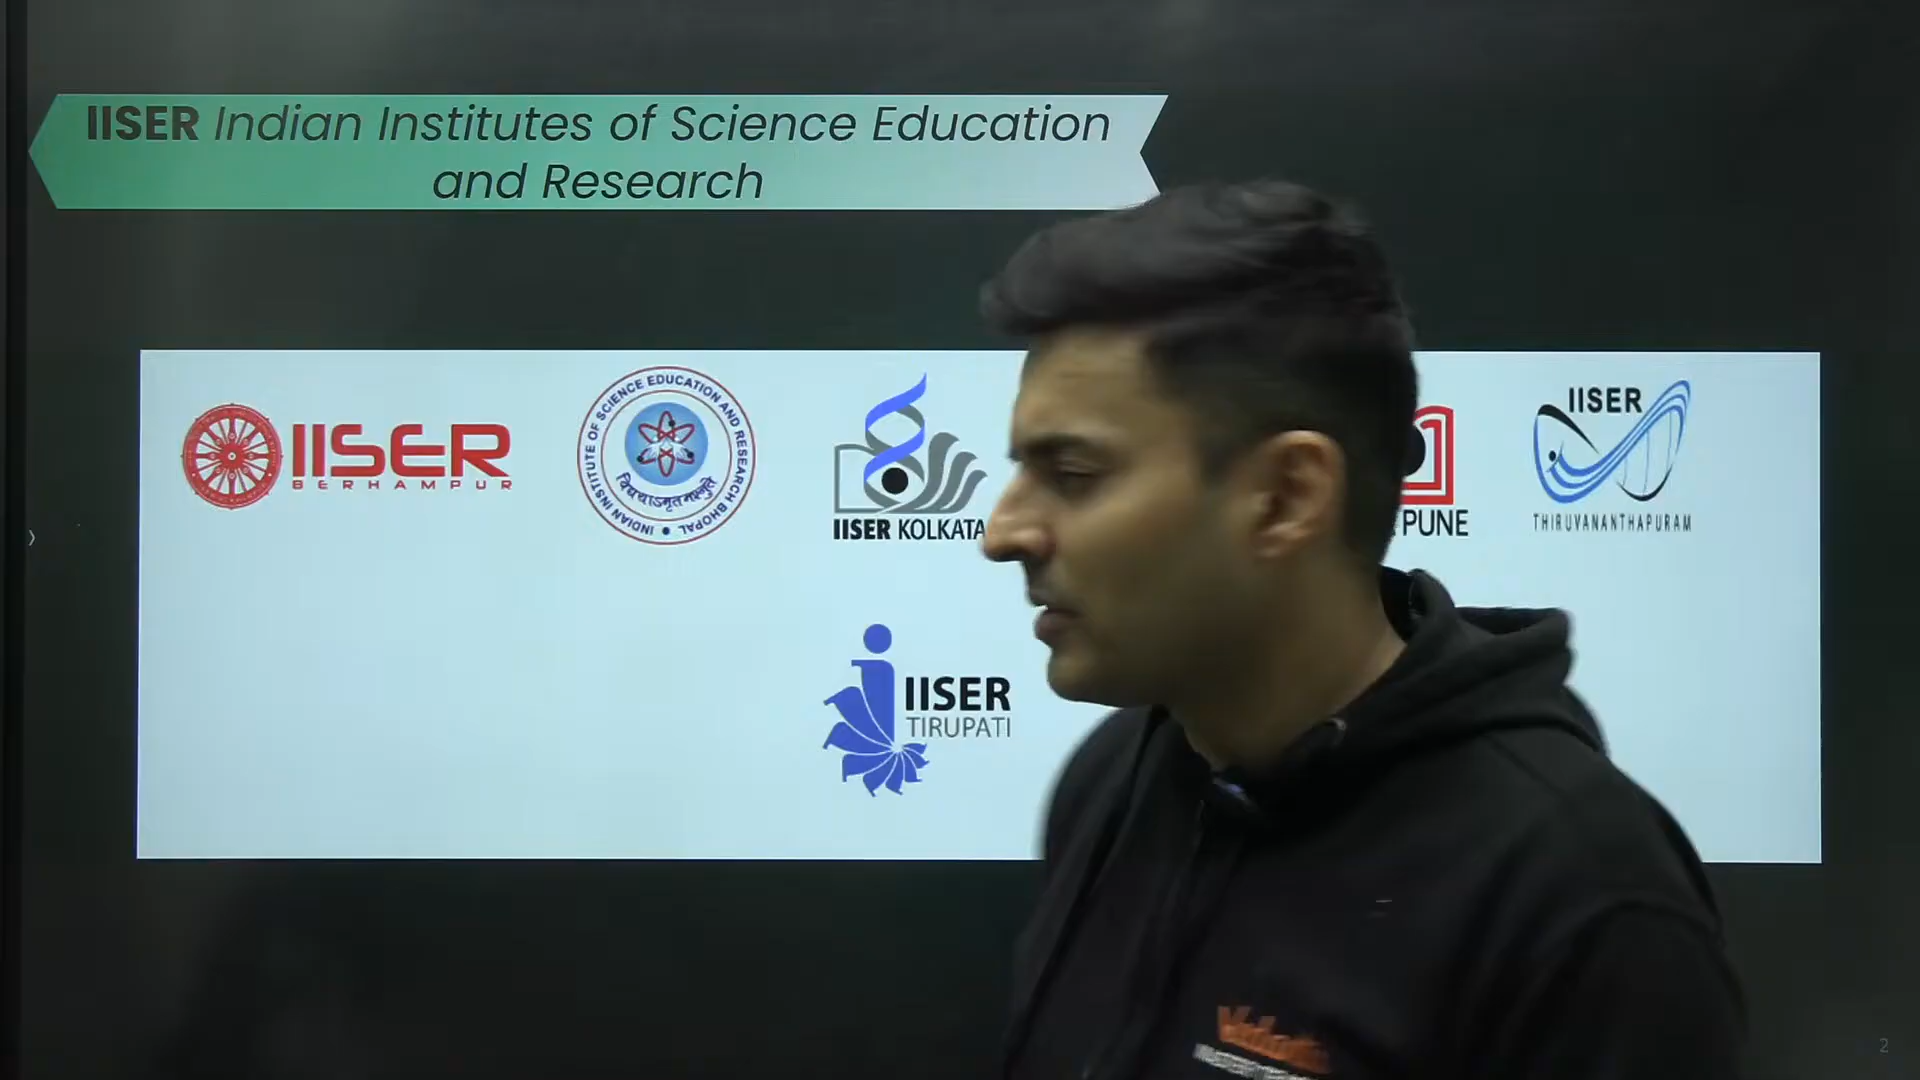 IISER Indian Institutes of Science Education
and Research
IISER
BERHAMPUR
INDIAN INSTITUTE OF SCIENCE EDUCATION AND RESEARCH BHOPAL
IISER KOLKATA
PUNE
IISER
THIRUVANANTHAPURAM
IISER
TIRUPATI
2